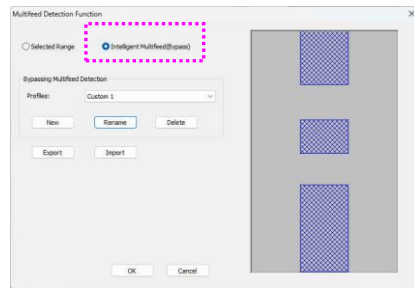 Multifeed Detection Function
Selected Range
Intelligent Multifeed(Bypass)
Bypassing Multifeed Detection
Profiles:
Custom 1
New
Rename
Delete
Export
Import
OK
Cancel